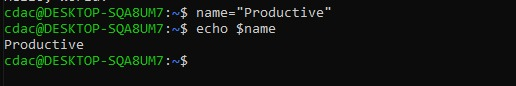 cdac@DESKTOP-SQA8UM7:~$ name="Productive"
cdac@DESKTOP-SQA8UM7:~$ echo $name
Productive
cdac@DESKTOP-SQA8UM7:~$